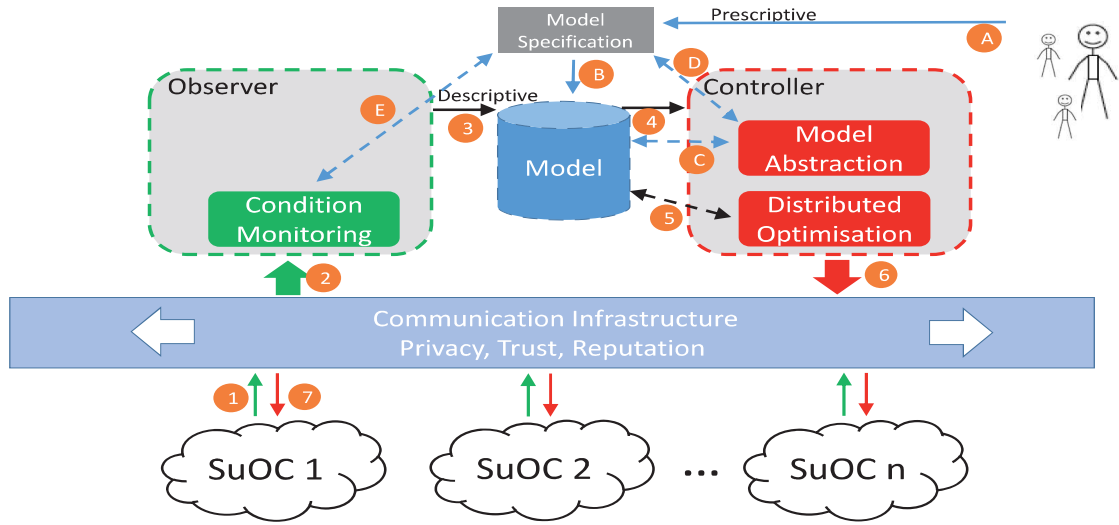 Model
Specification
Prescriptive
A
B
D
Observer
E
Descriptive
3
4
Controller
Model
C
Model
Abstraction
Condition
Monitoring
5
Distributed
Optimisation
2
6
Communication Infrastructure
Privacy, Trust, Reputation
1
7
SuOC 1
SuOC 2
...
SuOC n